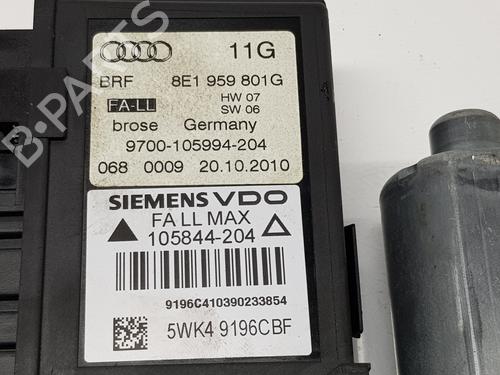 11G
BRF 8E1 959 801G
FA-LL HW 07
SW 06
brose Germany
9700-105994-204
068 0009 20.10.2010
SIEMENS VDO
FA LL MAX
105844-204
9196C410390233854
5WK4 9196CBF
B-PARTS